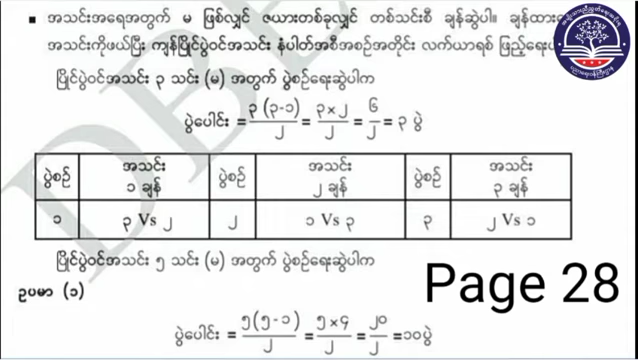 ▪ အသင်းအရေအတွက် မ ဖြစ်လျှင် ဇယားတစ်ခုလျှင် တစ်သင်းစီ ချန်ဆွဲပါ။ ချန်ထား
အသင်းကိုဖယ်ပြီး ကျန်ပြိုင်ပွဲဝင်အသင်း နံပါတ်အစီအစဉ်အတိုင်း လက်ယာရစ် ဖြည့်ရေး
ပြိုင်ပွဲဝင်အသင်း ၃ သင်း (မ) အတွက် ပွဲစဉ်ရေးဆွဲပါက
ပွဲပေါင်း = ၃(၃-၁)/၂ = ၃×၂/၂ = ၆/၂ = ၃ ပွဲ
ပွဲစဉ် အသင်း ၁ ချန် ပွဲစဉ် အသင်း ၂ ချန် ပွဲစဉ် အသင်း ၃ ချန်
၁ ၃ Vs ၂ ၂ ၁ Vs ၃ ၃ ၂ Vs ၁
ပြိုင်ပွဲဝင်အသင်း ၅ သင်း (မ) အတွက် ပွဲစဉ်ရေးဆွဲပါက
ဥပမာ (၁)
Page 28
ပွဲပေါင်း = ၅(၅-၁)/၂ = ၅×၄/၂ = ၂၀/၂ =၁၀ပွဲ